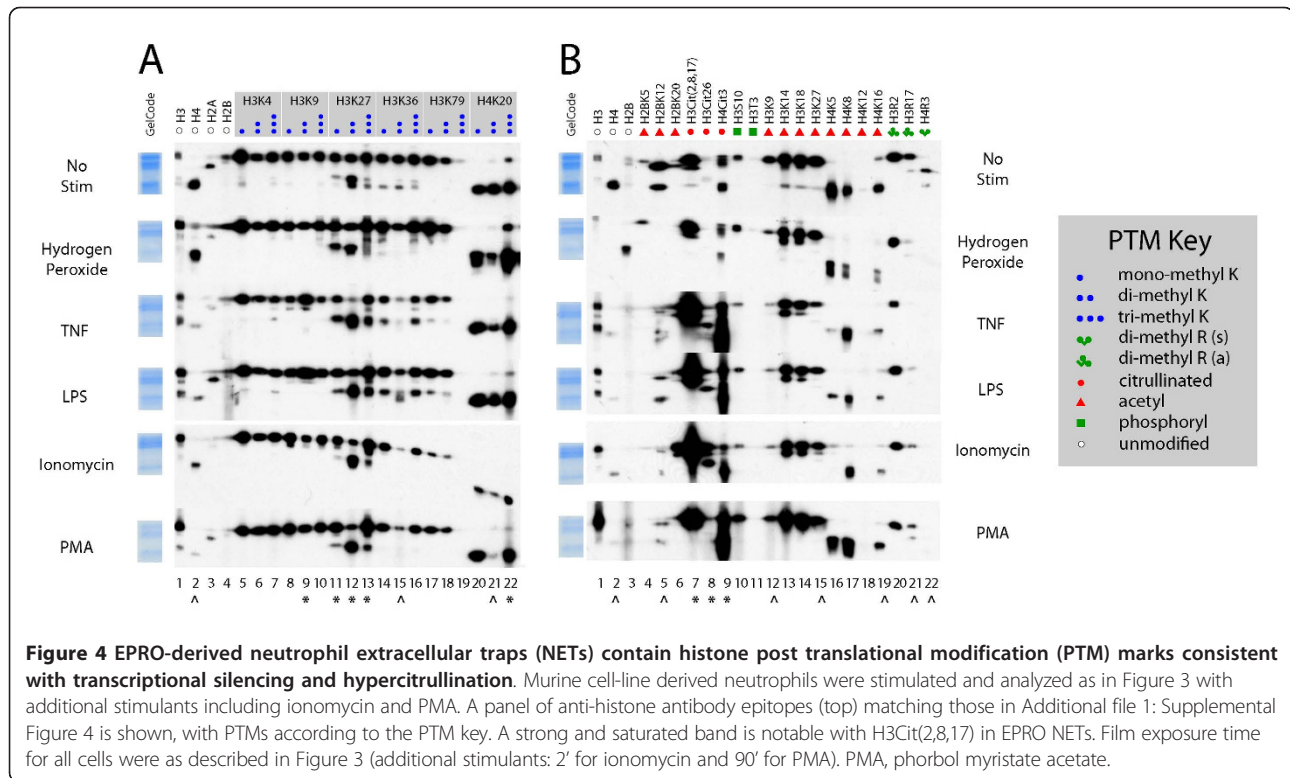 A
B
GelCode
H3
H4
H2A
H2B
H3K4
H3K9
H3K27
H3K36
H3K79
H4K20
GelCode
H3
H4
H2B
H2BK5
H2BK12
H2BK20
H3Cit(2,8,17)
H3Cit26
H4Cit3
H3S10
H3T3
H3K9
H3K14
H3K18
H3K27
H4K5
H4K8
H4K12
H4K16
H3R2
H3R17
H4R3
No
Stim
Hydrogen
Peroxide
TNF
LPS
Ionomycin
PMA
No
Stim
Hydrogen
Peroxide
TNF
LPS
Ionomycin
PMA
PTM Key
mono-methyl K
di-methyl K
tri-methyl K
di-methyl R (s)
di-methyl R (a)
citrullinated
acetyl
phosphoryl
unmodified
1 2 3 4 5 6 7 8 9 10 11 12 13 14 15 16 17 18 19 20 21 22
^ * * * * ^ ^ *
1 2 3 4 5 6 7 8 9 10 11 12 13 14 15 16 17 18 19 20 21 22
^ ^ * * * ^ ^ ^ ^ ^
Figure 4 EPRO-derived neutrophil extracellular traps (NETs) contain histone post translational modification (PTM) marks consistent
with transcriptional silencing and hypercitrullination. Murine cell-line derived neutrophils were stimulated and analyzed as in Figure 3 with
additional stimulants including ionomycin and PMA. A panel of anti-histone antibody epitopes (top) matching those in Additional file 1: Supplemental
Figure 4 is shown, with PTMs according to the PTM key. A strong and saturated band is notable with H3Cit(2,8,17) in EPRO NETs. Film exposure time
for all cells were as described in Figure 3 (additional stimulants: 2' for ionomycin and 90' for PMA). PMA, phorbol myristate acetate.